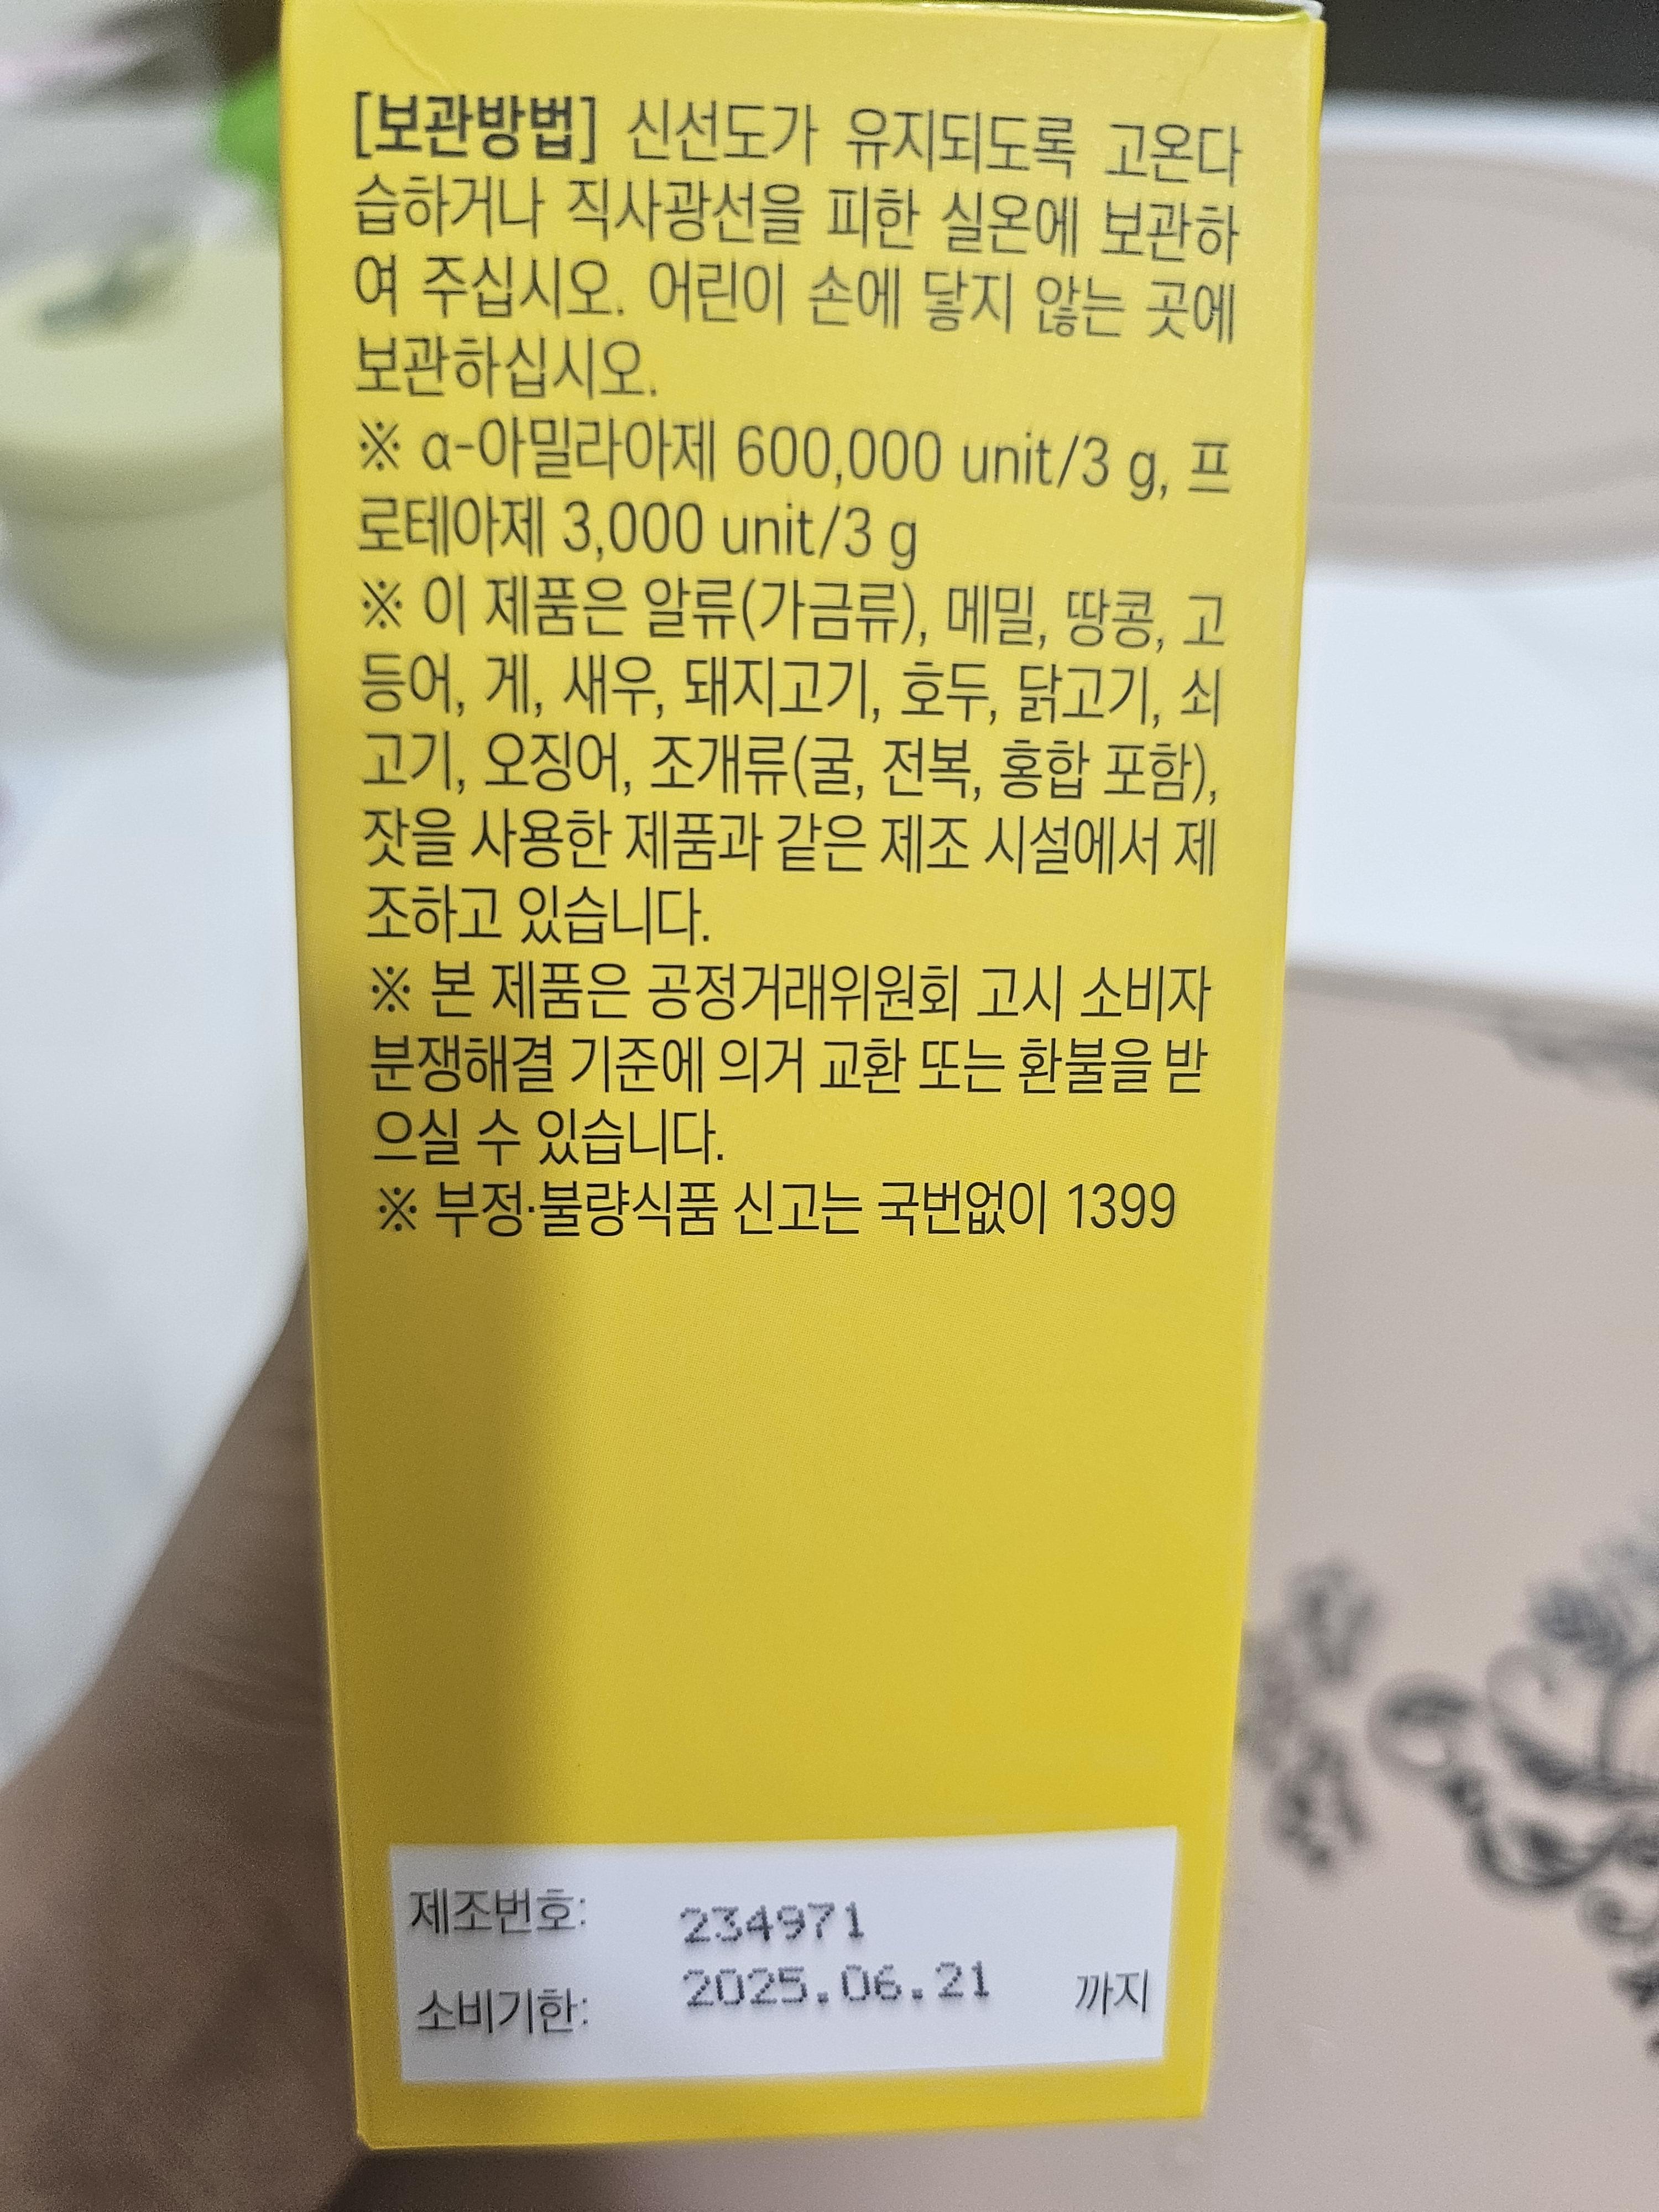 [보관방법] 신선도가 유지되도록 고온다
습하거나 직사광선을 피한 실온에 보관하
여 주십시오. 어린이 손에 닿지 않는 곳에
보관하십시오.
※ α-아밀라아제 600,000 unit/3 g, 프
로테아제 3,000 unit/3 g
※ 이 제품은 알류(가금류), 메밀, 땅콩, 고
등어, 게, 새우, 돼지고기, 호두, 닭고기, 쇠
고기, 오징어, 조개류(굴, 전복, 홍합 포함),
잣을 사용한 제품과 같은 제조 시설에서 제
조하고 있습니다.
※ 본 제품은 공정거래위원회 고시 소비자
분쟁해결 기준에 의거 교환 또는 환불을 받
으실 수 있습니다.
※ 부정·불량식품 신고는 국번없이 1399
제조번호: 234971
소비기한: 2025.06.21 까지